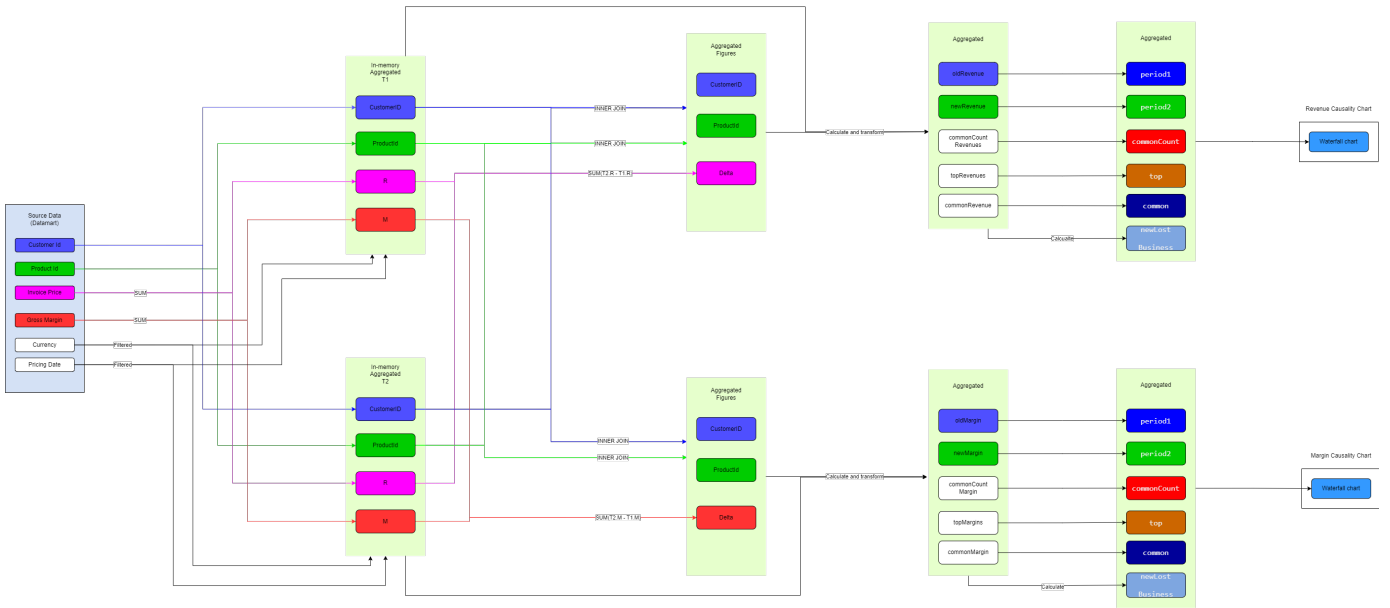 Source Data
(Datamart)
Customer Id
Product Id
Invoice Price
Gross Margin
Currency
Pricing Date
SUM
SUM
Filtered
Filtered
In-memory
Aggregated
T1
CustomerID
ProductId
R
M
In-memory
Aggregated
T2
CustomerID
ProductId
R
M
INNER JOIN
INNER JOIN
SUM(T2.R - T1.R)
INNER JOIN
INNER JOIN
SUM(T2.M - T1.M)
Aggregated
Figures
CustomerID
ProductId
Delta
Aggregated
Figures
CustomerID
ProductId
Delta
Calculate and transform
Calculate and transform
Aggregated
oldRevenue
newRevenue
commonCount
Revenues
topRevenues
commonRevenue
Calcualte
Aggregated
period1
period2
commonCount
top
common
newLost
Business
Revenue Causality Chart
Waterfall chart
Aggregated
oldMargin
newMargin
commonCount
Margin
topMargins
commonMargin
Calculate
Aggregated
period1
period2
commonCount
top
common
newLost
Business
Margin Causality Chart
Waterfall chart